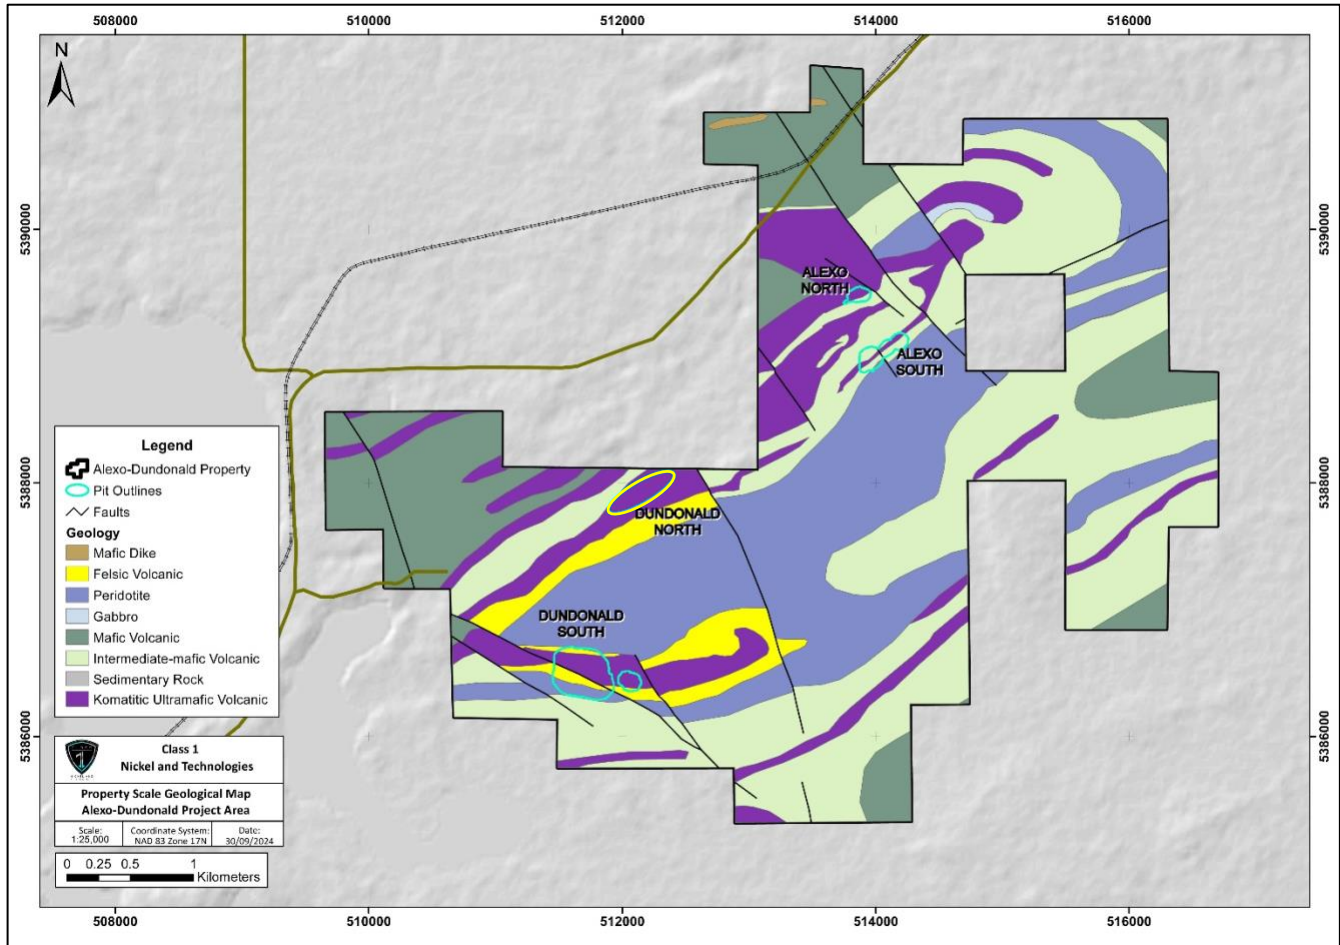 508000
510000
512000
514000
516000
N
5390000
5390000
ALEXO
NORTH
ALEXO
SOUTH
Legend
Alexo-Dundonald Property
Pit Outlines
Faults
Geology
Mafic Dike
Felsic Volcanic
Peridotite
Gabbro
Mafic Volcanic
Intermediate-mafic Volcanic
Sedimentary Rock
Komatitic Ultramafic Volcanic
5388000
5388000
DUNDONALD
NORTH
DUNDONALD
SOUTH
5386000
5386000
Class 1
Nickel and Technologies
Property Scale Geological Map
Alexo-Dundonald Project Area
Scale:
1:25,000
Coordinate System:
NAD 83 Zone 17N
Date:
30/09/2024
0 0.25 0.5 1
Kilometers
508000
510000
512000
514000
516000